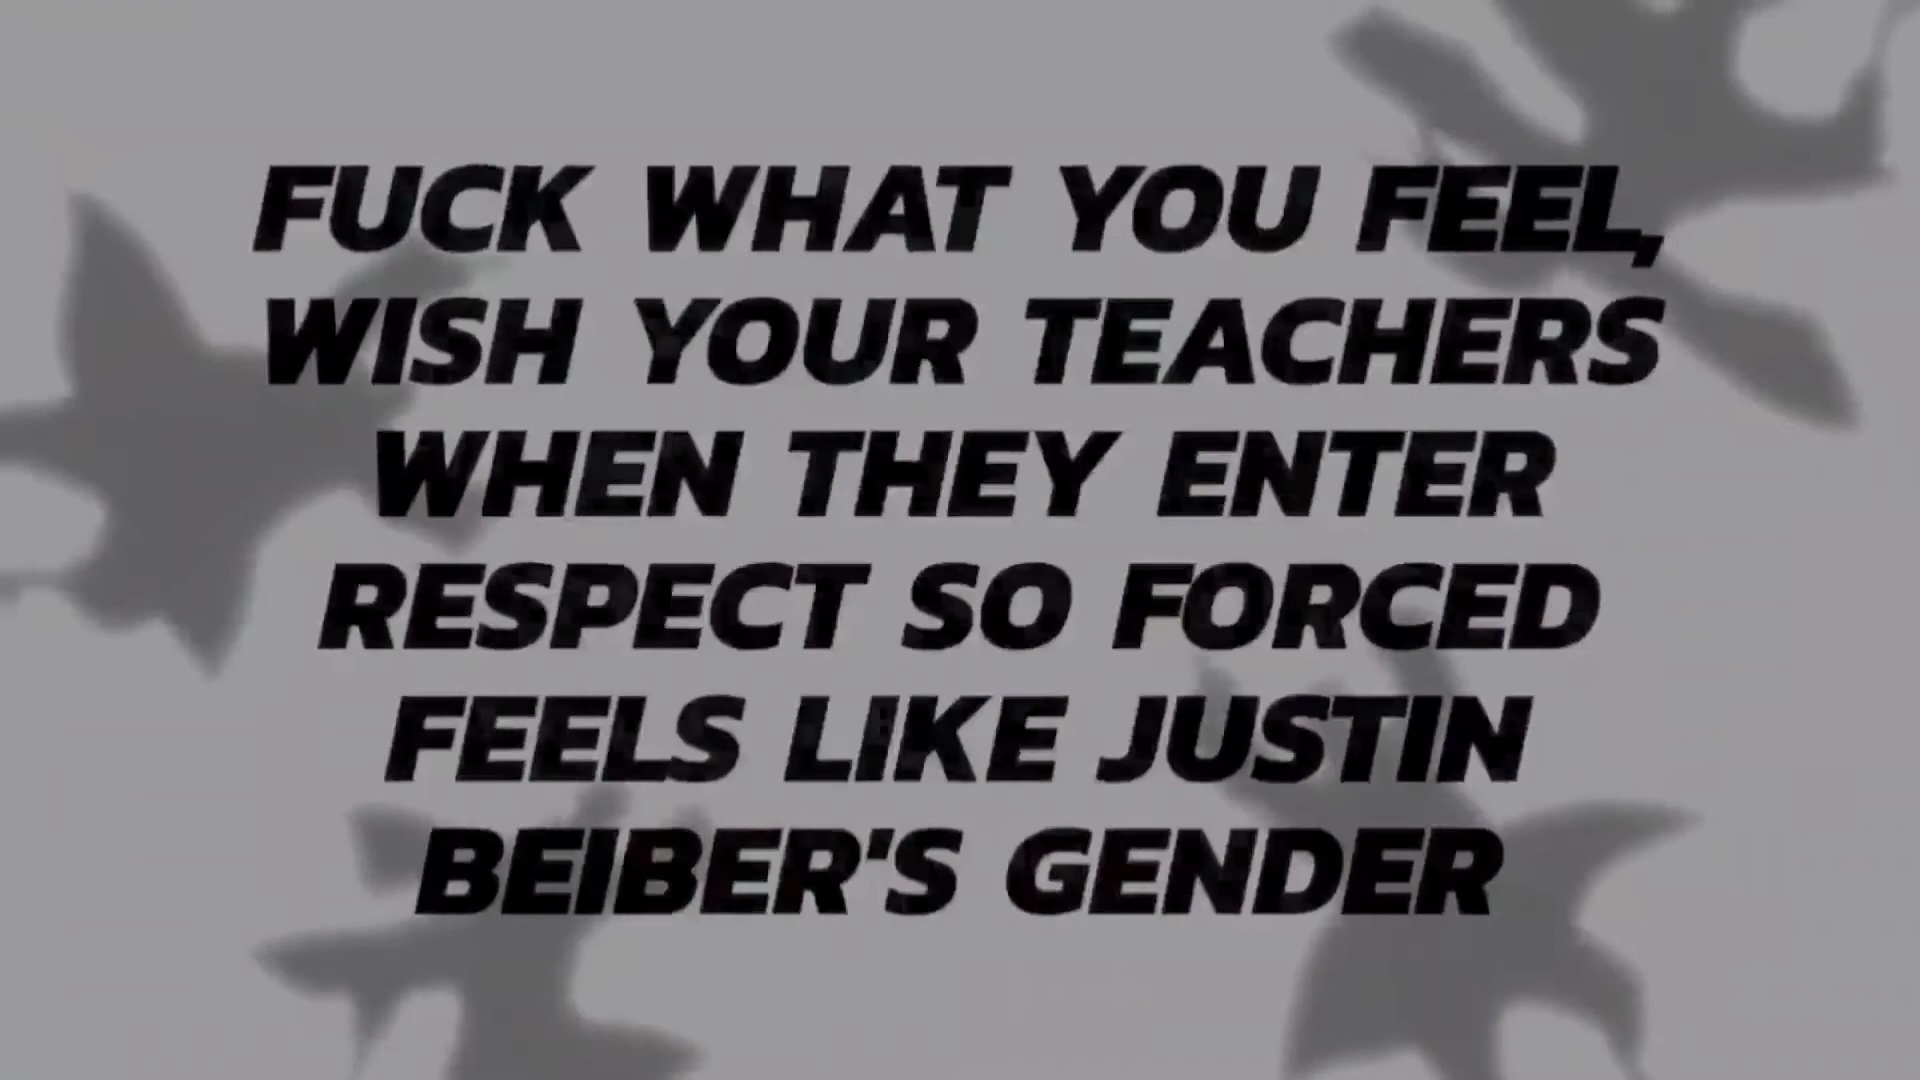 FUCK WHAT YOU FEEL,
WISH YOUR TEACHERS
WHEN THEY ENTER
RESPECT SO FORCED
FEELS LIKE JUSTIN
BEIBER'S GENDER